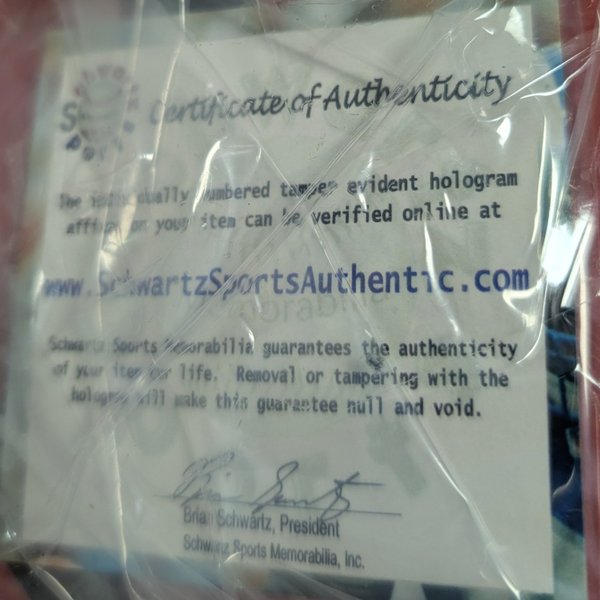 Schwartz Sports
Certificate of Authenticity
The individually numbered tamper evident hologram
affixed on your item can be verified online at
www.SchwartzSportsAuthentic.com
Schwartz Sports Memorabilia guarantees the authenticity
of your item for life. Removal or tampering with the
hologram will make this guarantee null and void.
Brian Schwartz, President
Schwartz Sports Memorabilia, Inc.